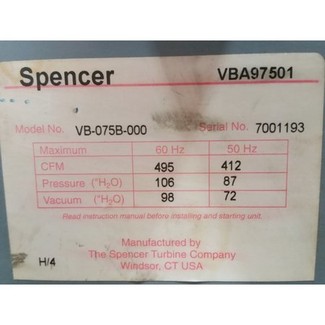 Spencer VBA97501
Model No. VB-075B-000 Serial No. 7001193
Maximum 60 Hz 50 Hz
CFM 495 412
Pressure ("H₂O) 106 87
Vacuum ("H₂O) 98 72
Read instruction manual before installing and starting unit.
Manufactured by
The Spencer Turbine Company
H/4 Windsor, CT USA